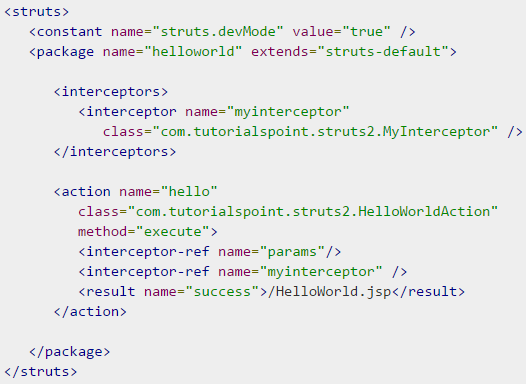 <struts>
   <constant name="struts.devMode" value="true" />
   <package name="helloworld" extends="struts-default">

      <interceptors>
         <interceptor name="myinterceptor"
            class="com.tutorialspoint.struts2.MyInterceptor" />
      </interceptors>

      <action name="hello"
         class="com.tutorialspoint.struts2.HelloWorldAction"
         method="execute">
         <interceptor-ref name="params"/>
         <interceptor-ref name="myinterceptor" />
         <result name="success">/HelloWorld.jsp</result>
      </action>

   </package>
</struts>